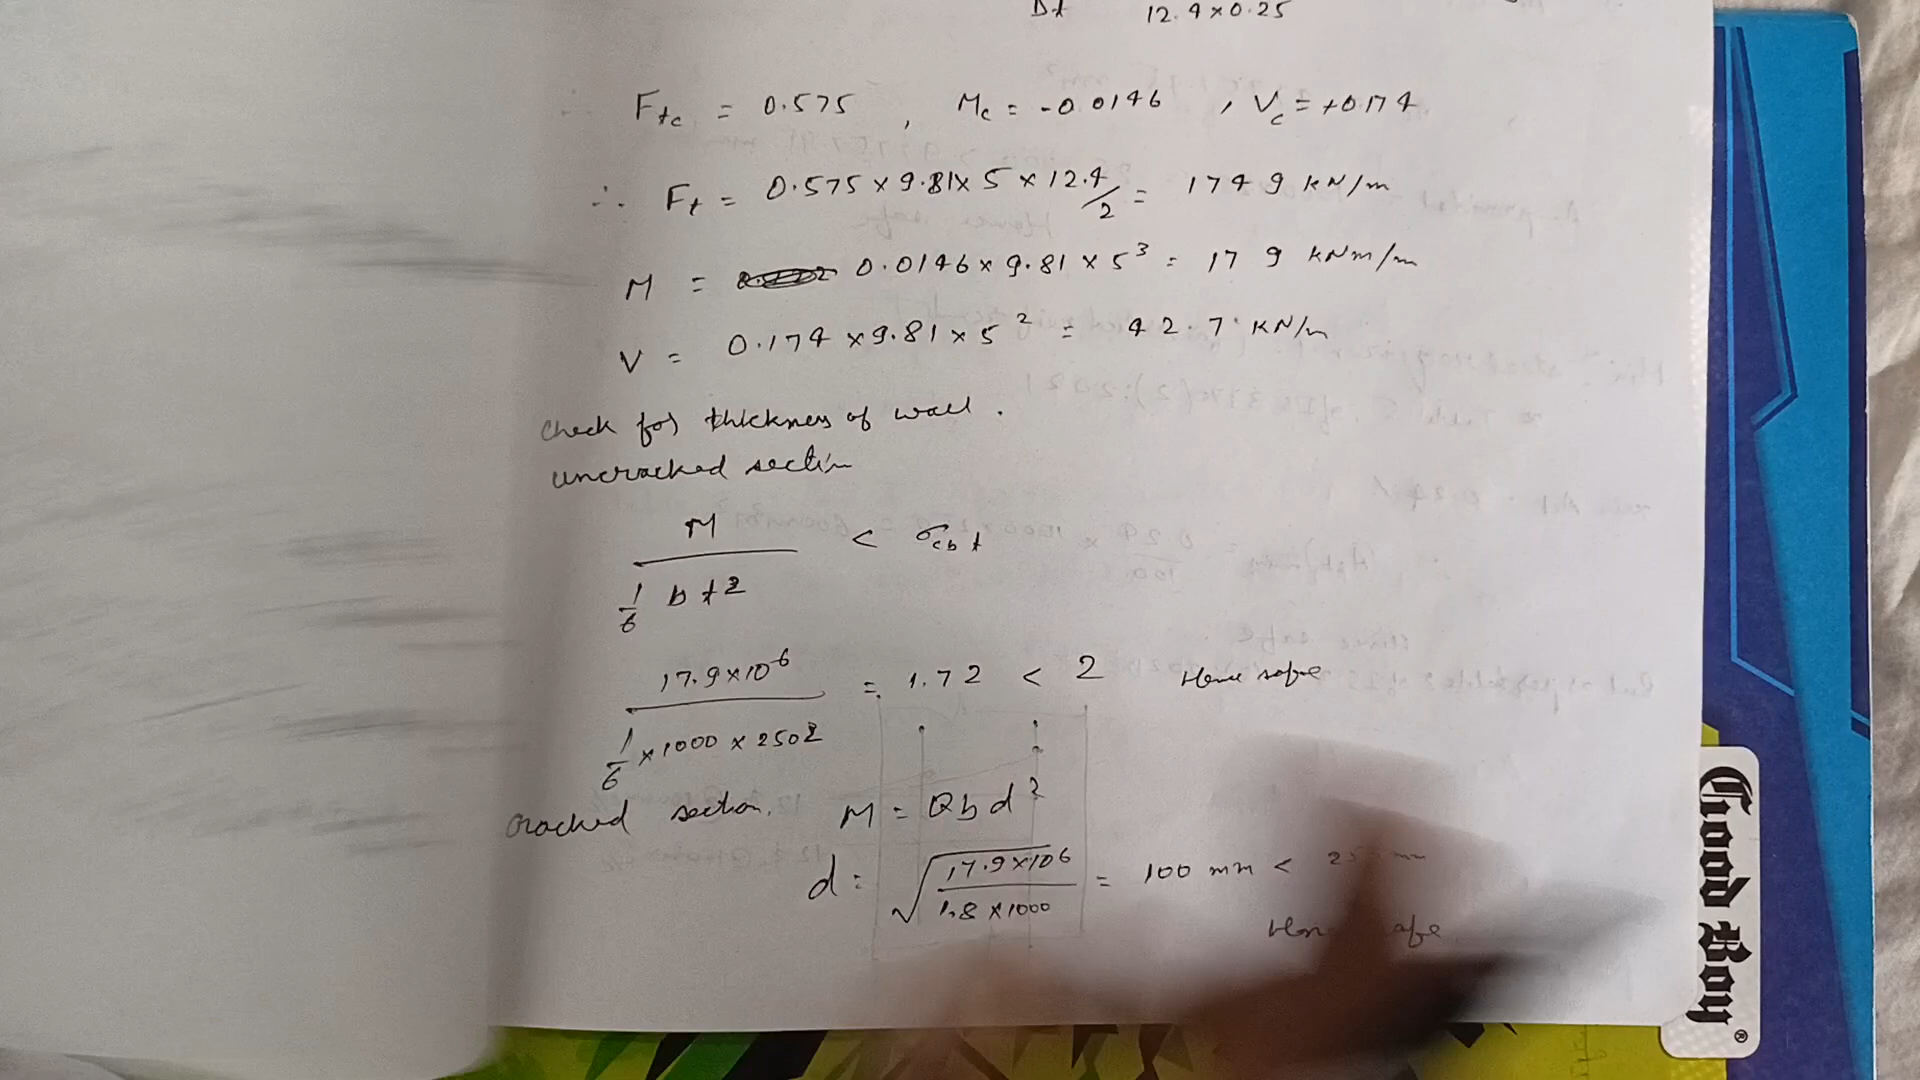 Dt 12.4×0.25
Ftc = 0.575 , Mc = -0.0146 , Vc = +0.174
∴ Ft = 0.575 × 9.81 × 5 × 12.4/2 = 174.9 kN/m
M = 0.0146 × 9.81 × 5³ = 17.9 kNm/m
V = 0.174 × 9.81 × 5² = 42.7 kN/m
Check for thickness of wall.
uncracked section
M / (1/6 b t²) < σcbt
17.9×10⁶ / (1/6 × 1000 × 250²) = 1.72 < 2 Hence safe
Cracked section. M = Qbd²
d = √(17.9×10⁶ / 1.8×1000) = 100 mm <
Good Boy®